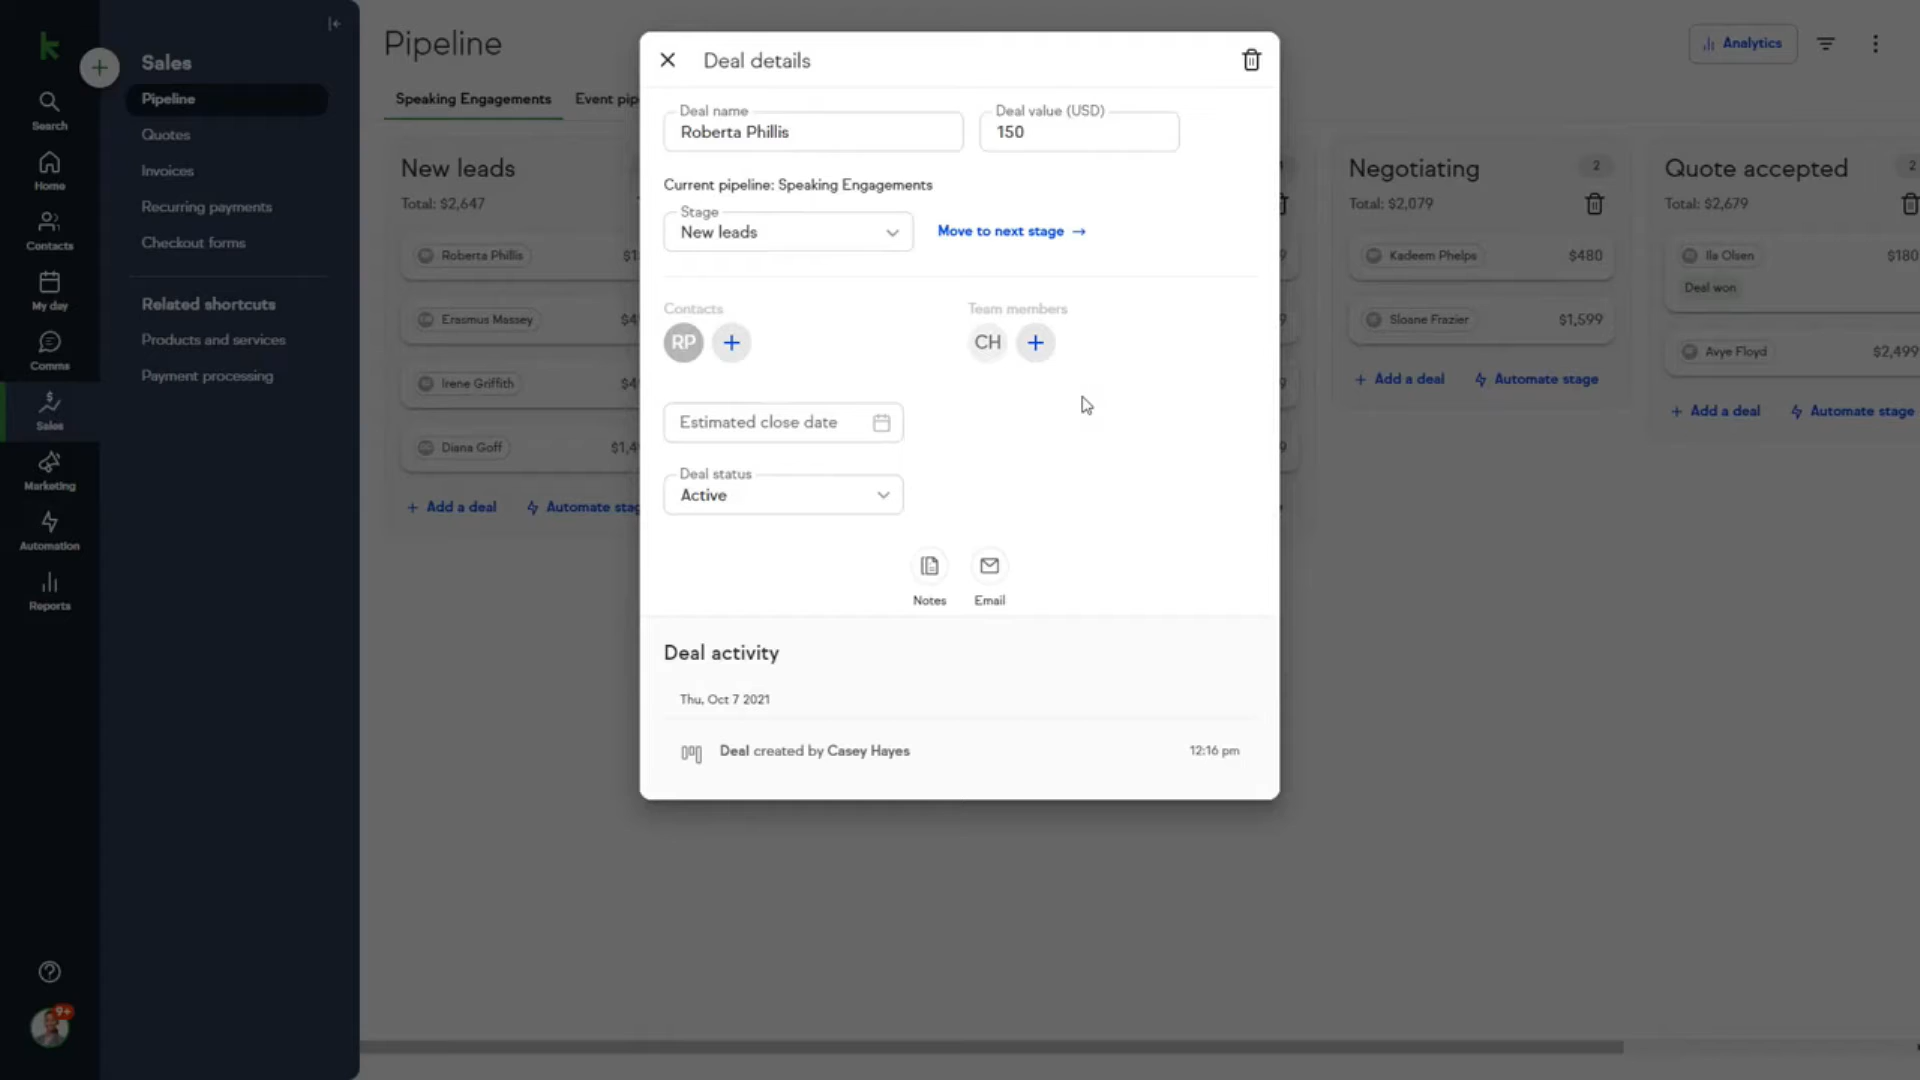 Search
Home
Contacts
My day
Comms
Sales
Marketing
Automation
Reports
9+
Sales
Pipeline
Quotes
Invoices
Recurring payments
Checkout forms
Related shortcuts
Products and services
Payment processing
Pipeline
Analytics
Speaking Engagements
Event pip
New leads
Total: $2,647
Roberta Phillis
Erasmus Massey
Irene Griffith
Diana Goff
$1,4
+ Add a deal
Automate stag
Deal details
Deal name
Roberta Phillis
Deal value (USD)
150
Current pipeline: Speaking Engagements
Stage
New leads
Move to next stage →
Contacts
RP
+
Team members
CH
+
Estimated close date
Deal status
Active
Notes
Email
Deal activity
Thu, Oct 7 2021
Deal created by Casey Hayes
12:16 pm
Negotiating
2
Total: $2,079
Kadeem Phelps
$480
Sloane Frazier
$1,599
+ Add a deal
Automate stage
Quote accepted
2
Total: $2,679
Ila Olsen
$180
Deal won
Avye Floyd
$2,499
+ Add a deal
Automate stage